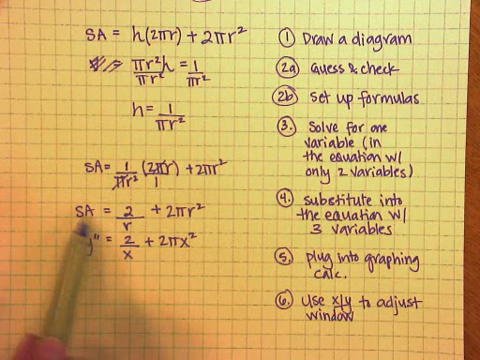 SA = h(2πr) + 2πr²
πr²h = 1
πr² πr²
h = 1
πr²
SA = 1 (2πr) + 2πr²
πr² 1
SA = 2 + 2πr²
r
y" = 2 + 2πx²
x
① Draw a diagram
②a Guess & check
②b Set up formulas
③. Solve for one
variable (in
the equation w/
only 2 variables)
④. substitute into
the equation w/
3 variables
⑤. plug into graphing
calc.
⑥. Use x/y to adjust
window